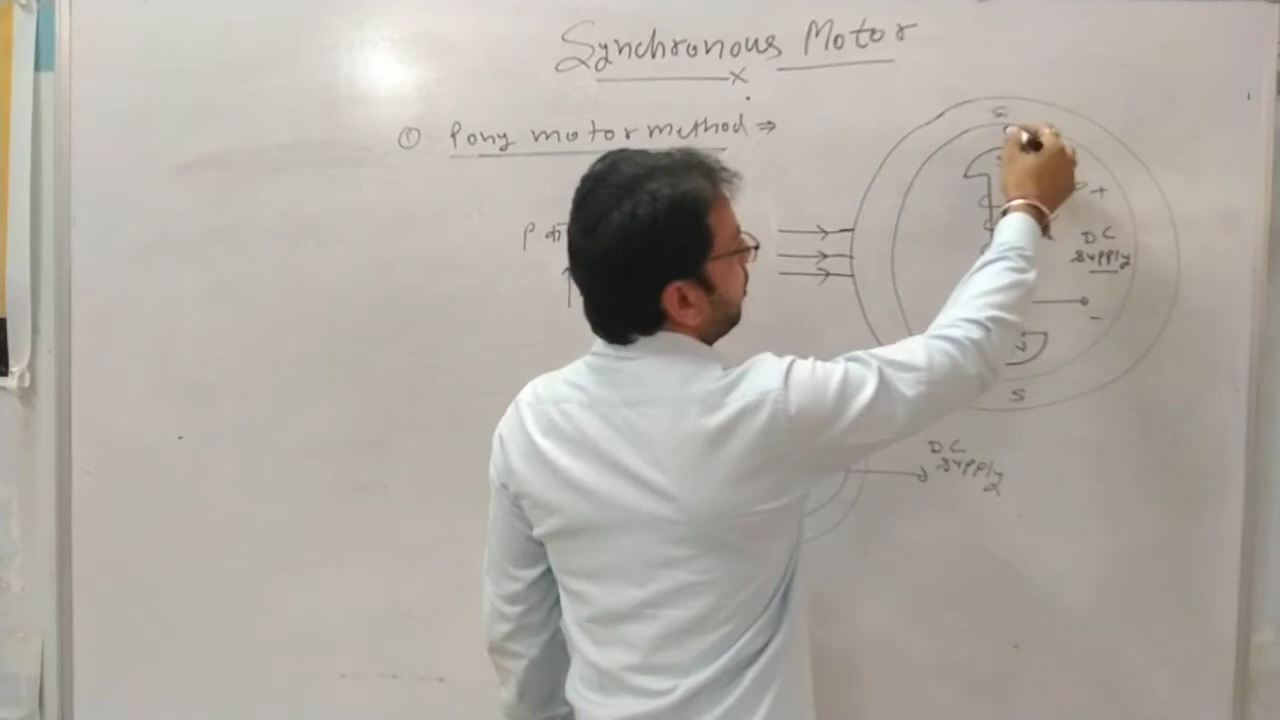 Synchronous Motor
① Pony motor method ⇒
+
DC
supply
-
S
DC
supply